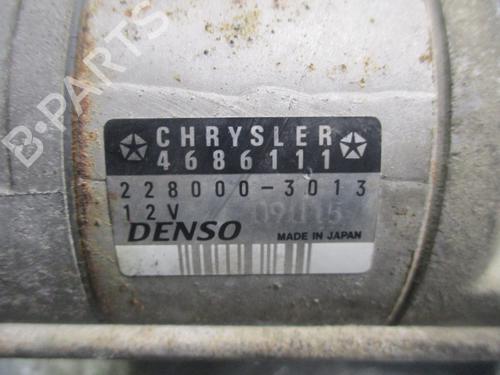 B-PARTS
CHRYSLER
4686111
228000-3013
12V
DENSO MADE IN JAPAN